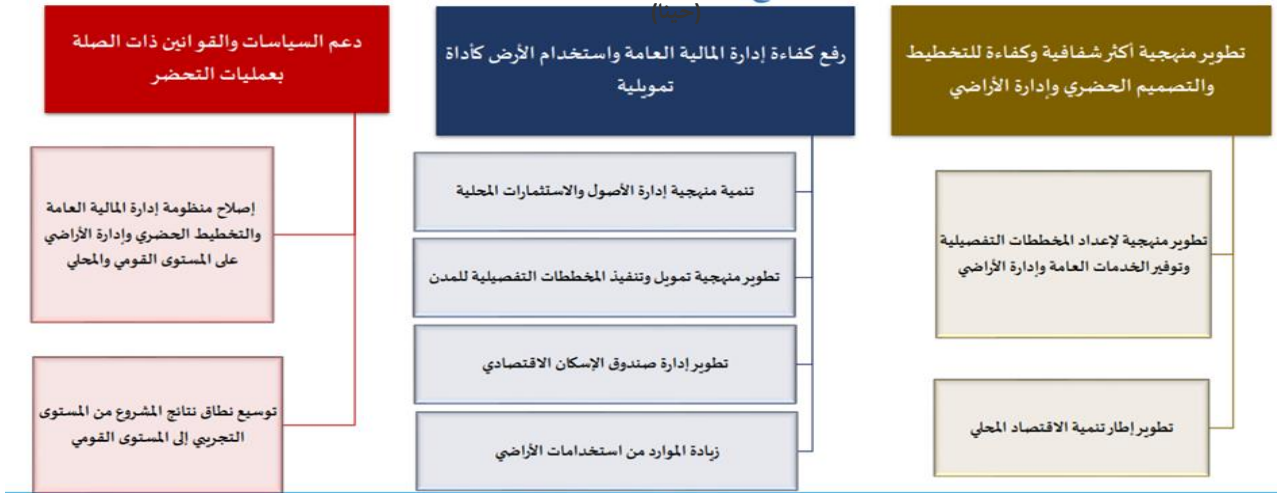 (حينا)
تطوير منهجية أكثر شفافية وكفاءة للتخطيط
والتصميم الحضري وإدارة الأراضي
تطوير منهجية لإعداد المخططات التفصيلية
وتوفير الخدمات العامة وإدارة الأراضي
تطوير إطار تنمية الاقتصاد المحلي
رفع كفاءة إدارة المالية العامة واستخدام الأرض كأداة
تمويلية
تنمية منهجية إدارة الأصول والاستثمارات المحلية
تطوير منهجية تمويل وتنفيذ المخططات التفصيلية للمدن
تطوير إدارة صندوق الإسكان الاقتصادي
زيادة الموارد من استخدامات الأراضي
دعم السياسات والقوانين ذات الصلة
بعمليات التحضر
إصلاح منظومة إدارة المالية العامة
والتخطيط الحضري وإدارة الأراضي
على المستوى القومي والمحلي
توسيع نطاق نتائج المشروع من المستوى
التجريبي إلى المستوى القومي